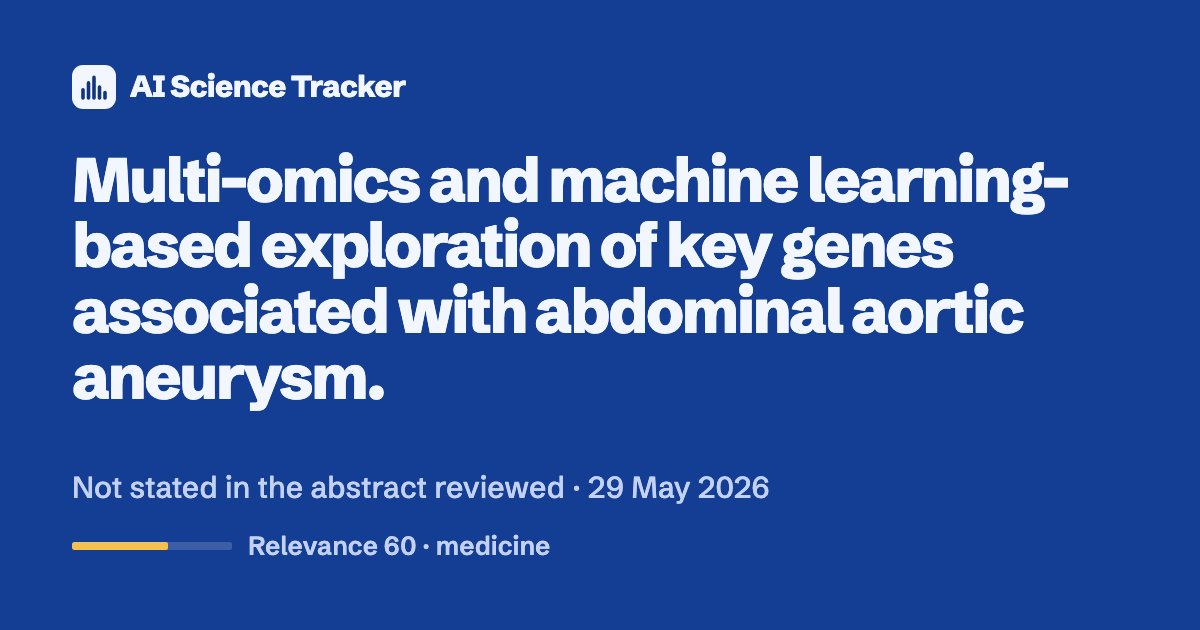 AI Science Tracker
Multi-omics and machine learning-
based exploration of key genes
associated with abdominal aortic
aneurysm.
Not stated in the abstract reviewed · 29 May 2026
Relevance 60 · medicine